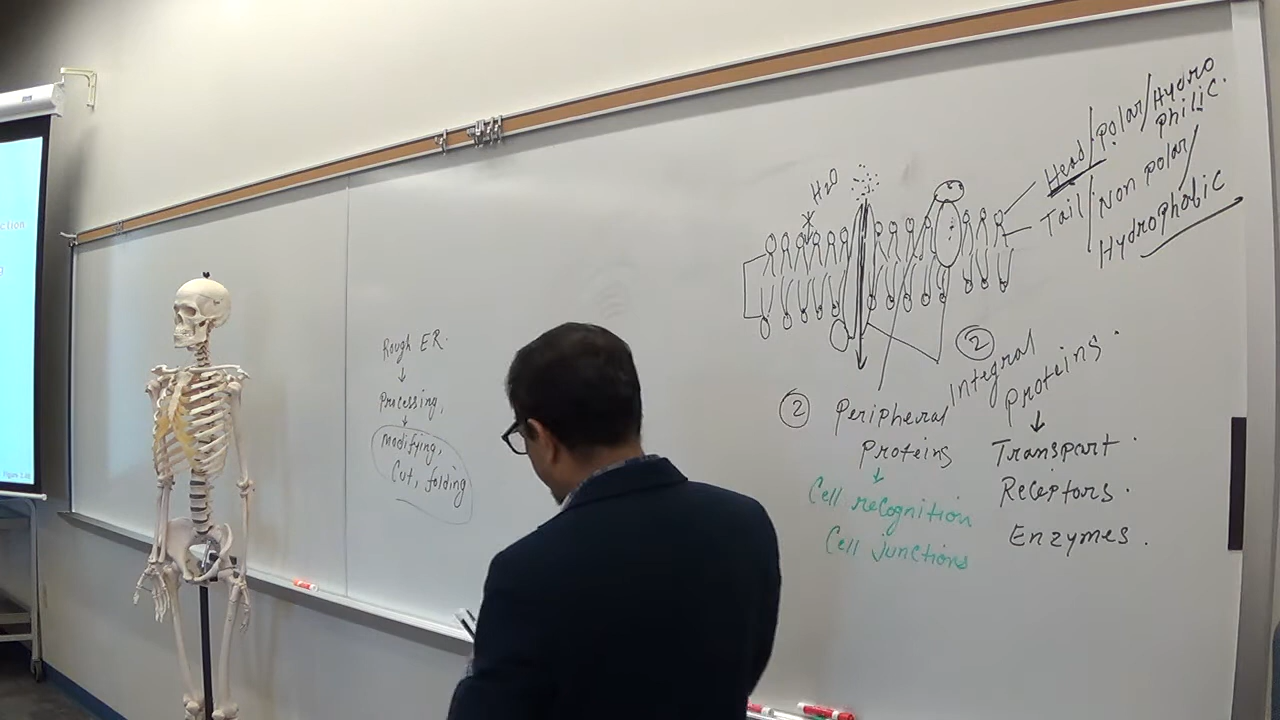 ction
g
Rough ER.
↓
Processing,
↓
modifying,
Cut, folding
H2O
Head/polar/Hydro
philic.
Tail/Non polar/
Hydrophobic
② Peripheral
Proteins
↓
Cell recognition
Cell junctions
② Integral
Proteins.
↓
Transport.
Receptors.
Enzymes.